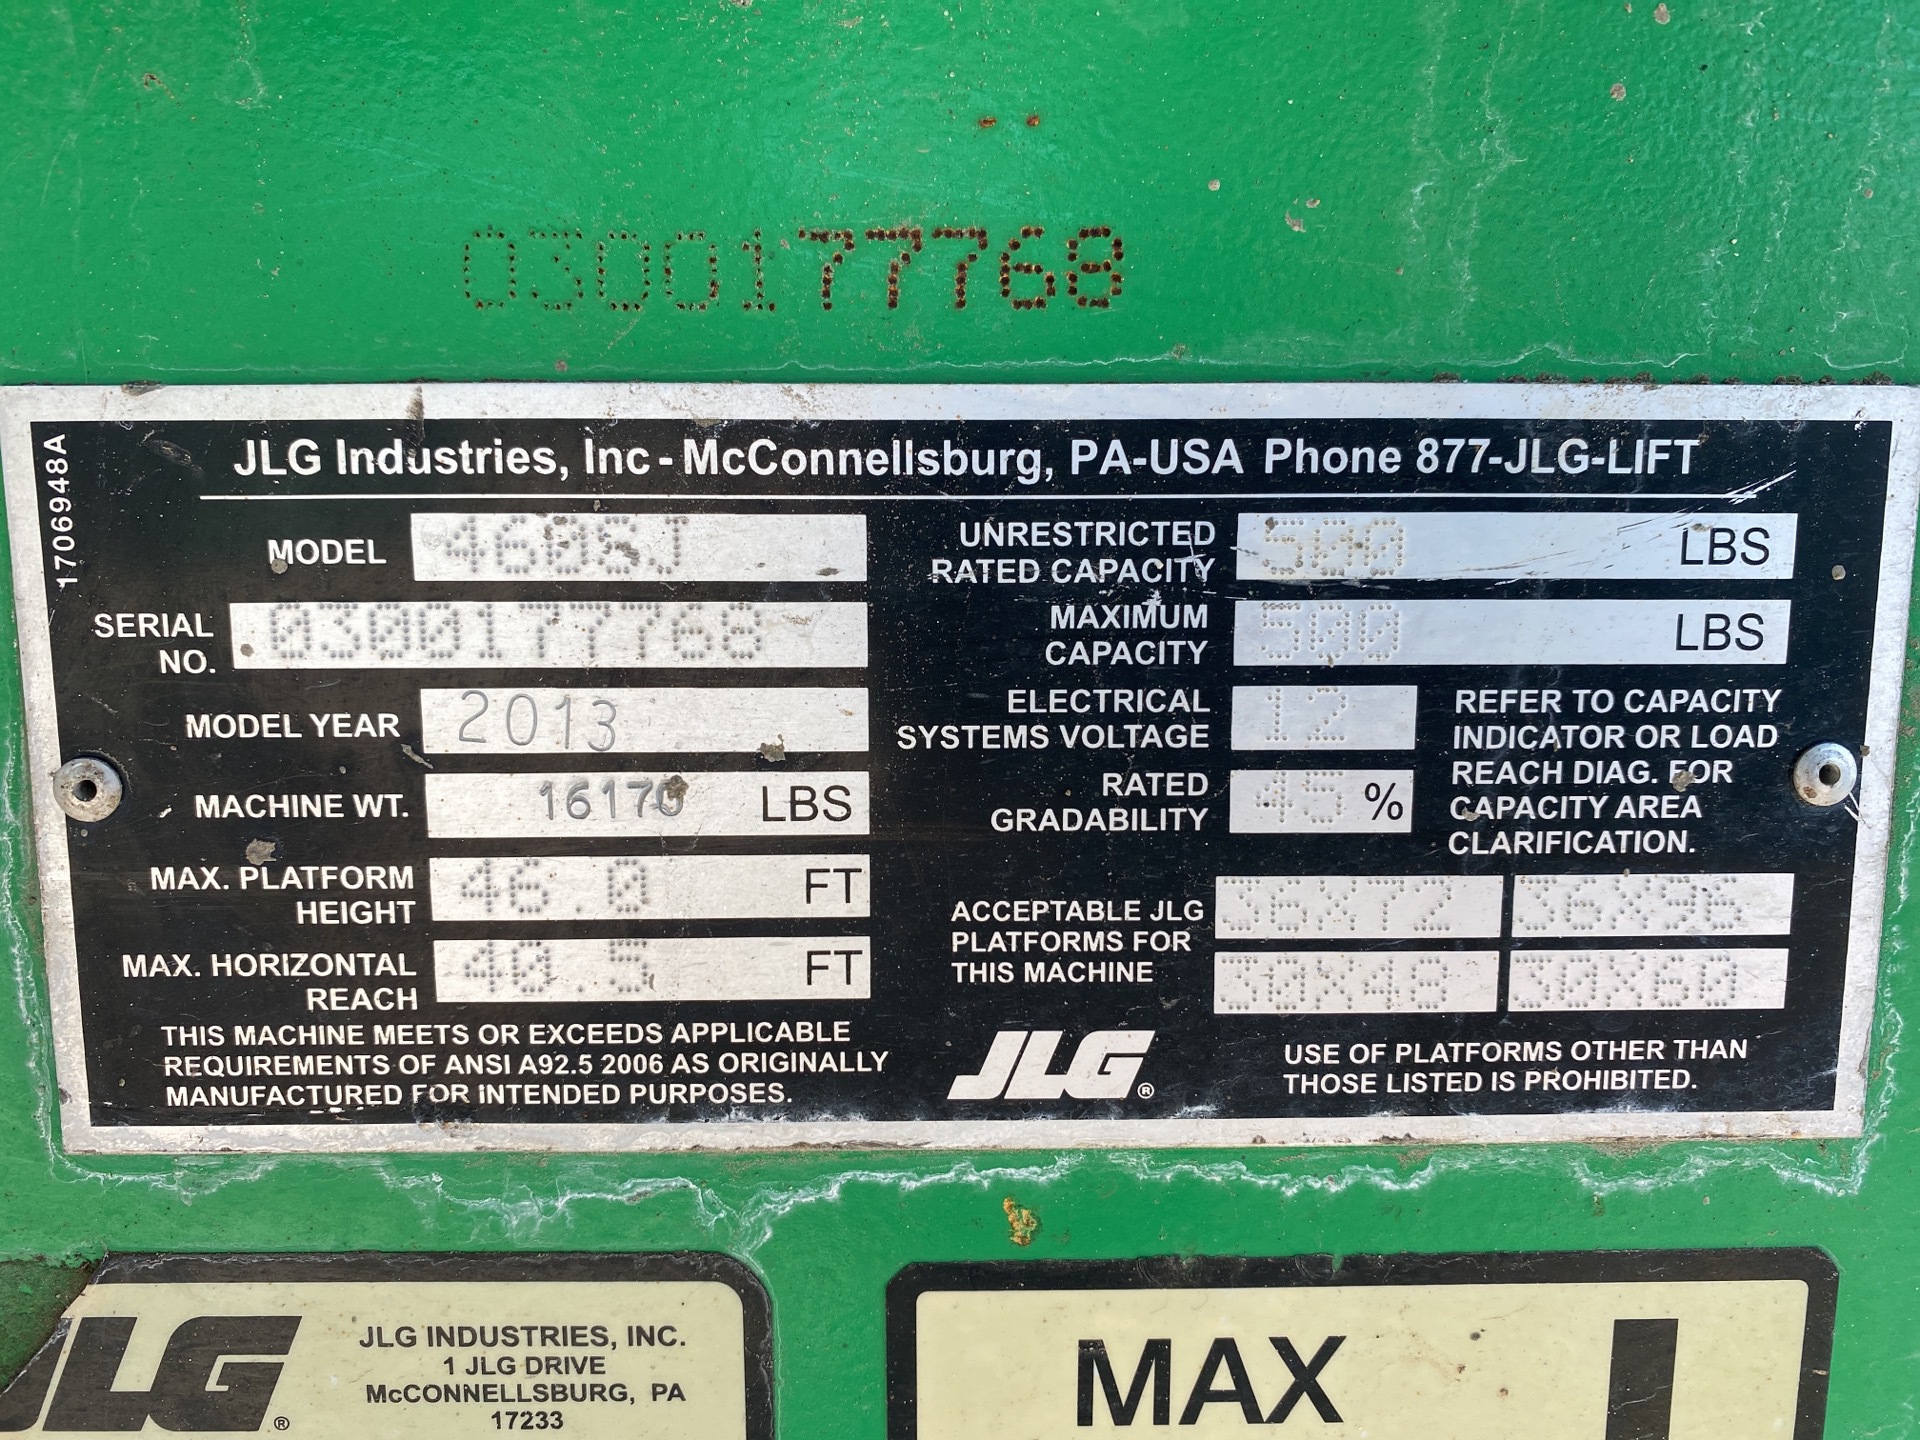 0300177768
1706948A
JLG Industries, Inc - McConnellsburg, PA-USA Phone 877-JLG-LIFT
MODEL 460SJ
SERIAL NO. 0300177768
MODEL YEAR 2013
MACHINE WT. 16170 LBS
MAX. PLATFORM HEIGHT 46.0 FT
MAX. HORIZONTAL REACH 40.5 FT
THIS MACHINE MEETS OR EXCEEDS APPLICABLE
REQUIREMENTS OF ANSI A92.5 2006 AS ORIGINALLY
MANUFACTURED FOR INTENDED PURPOSES.
UNRESTRICTED RATED CAPACITY 500 LBS
MAXIMUM CAPACITY 500 LBS
ELECTRICAL SYSTEMS VOLTAGE 12
RATED GRADABILITY 45 %
REFER TO CAPACITY
INDICATOR OR LOAD
REACH DIAG. FOR
CAPACITY AREA
CLARIFICATION.
ACCEPTABLE JLG
PLATFORMS FOR
THIS MACHINE
36X72 36X96
30X48 30X60
JLG®
USE OF PLATFORMS OTHER THAN
THOSE LISTED IS PROHIBITED.
JLG®
JLG INDUSTRIES, INC.
1 JLG DRIVE
McCONNELLSBURG, PA
17233
MAX